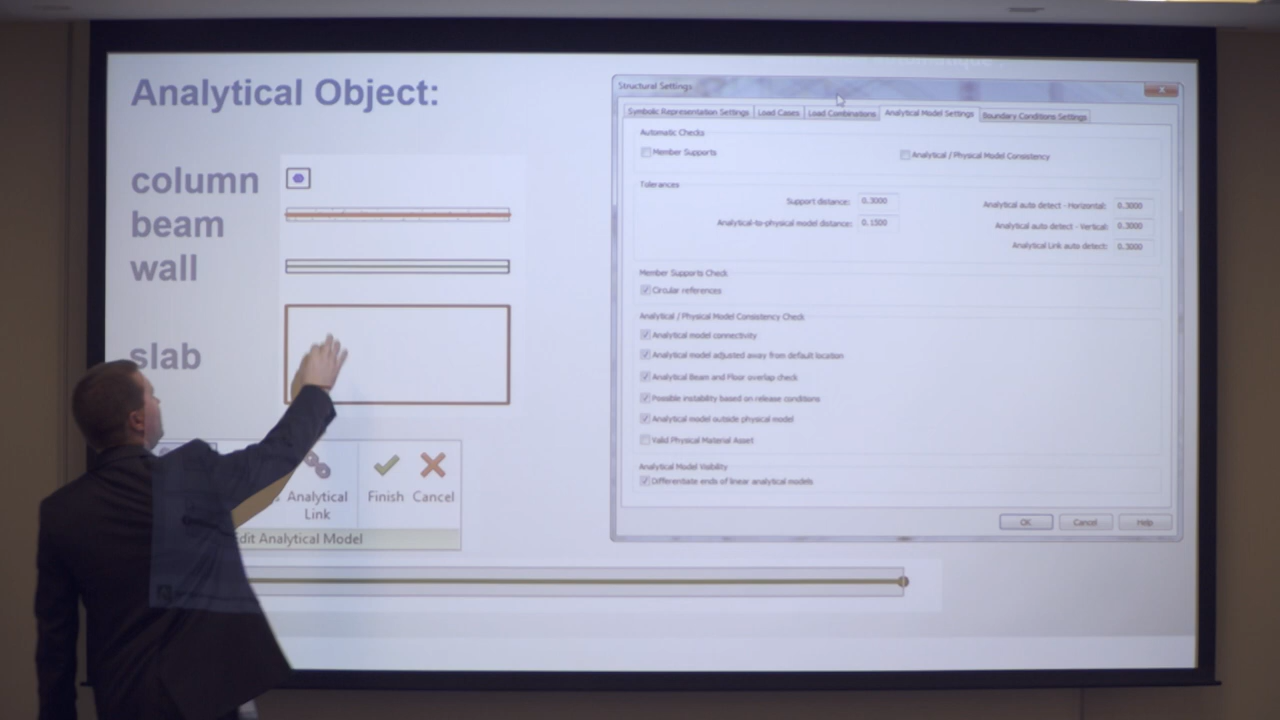 Analytical Object:
column
beam
wall
slab
Analytical
Link
Finish
Cancel
dit Analytical Model
Structural Settings
Symbolic Representation Settings
Load Cases
Load Combinations
Analytical Model Settings
Boundary Conditions Settings
Automatic Checks
Member Supports
Analytical / Physical Model Consistency
Tolerances
Support distance: 0.3000
Analytical-to-physical model distance: 0.1500
Analytical auto detect - Horizontal: 0.3000
Analytical auto detect - Vertical: 0.3000
Analytical Link auto detect: 0.3000
Member Supports Check
Circular references
Analytical / Physical Model Consistency Check
Analytical model connectivity
Analytical model adjusted away from default location
Analytical Beam and Floor overlap check
Possible instability based on release conditions
Analytical model outside physical model
Valid Physical Material Asset
Analytical Model Visibility
Differentiate ends of linear analytical models
OK
Cancel
Help